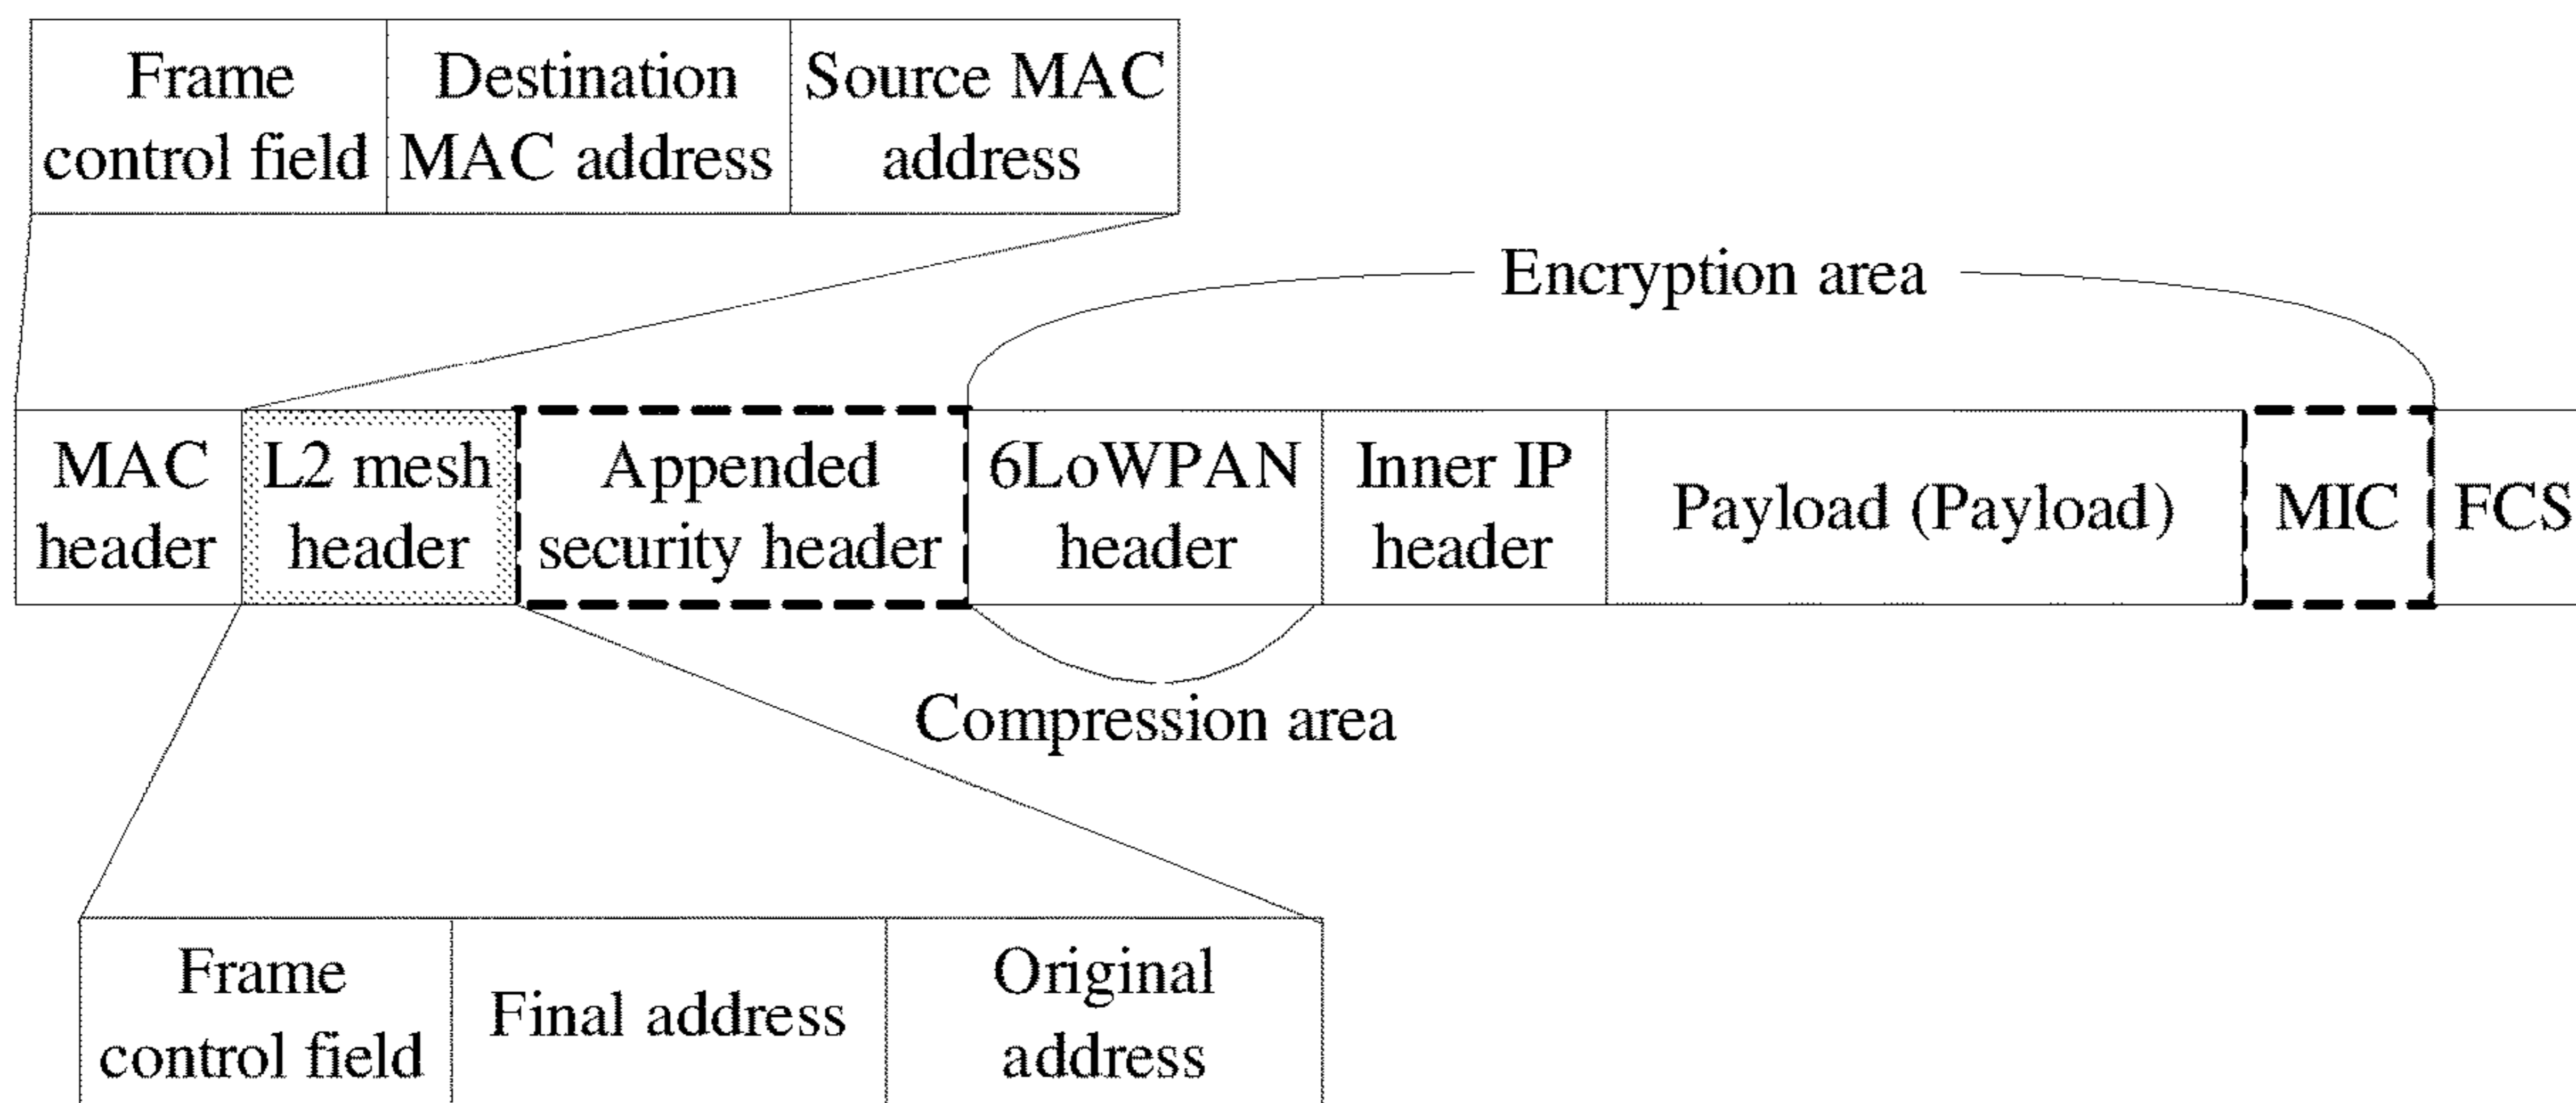 Frame
control field
Destination
MAC address
Source MAC
address
Encryption area
MAC
header
L2 mesh
header
Appended
security header
6LoWPAN
header
Inner IP
header
Payload (Payload)
MIC
FCS
Compression area
Frame
control field
Final address
Original
address